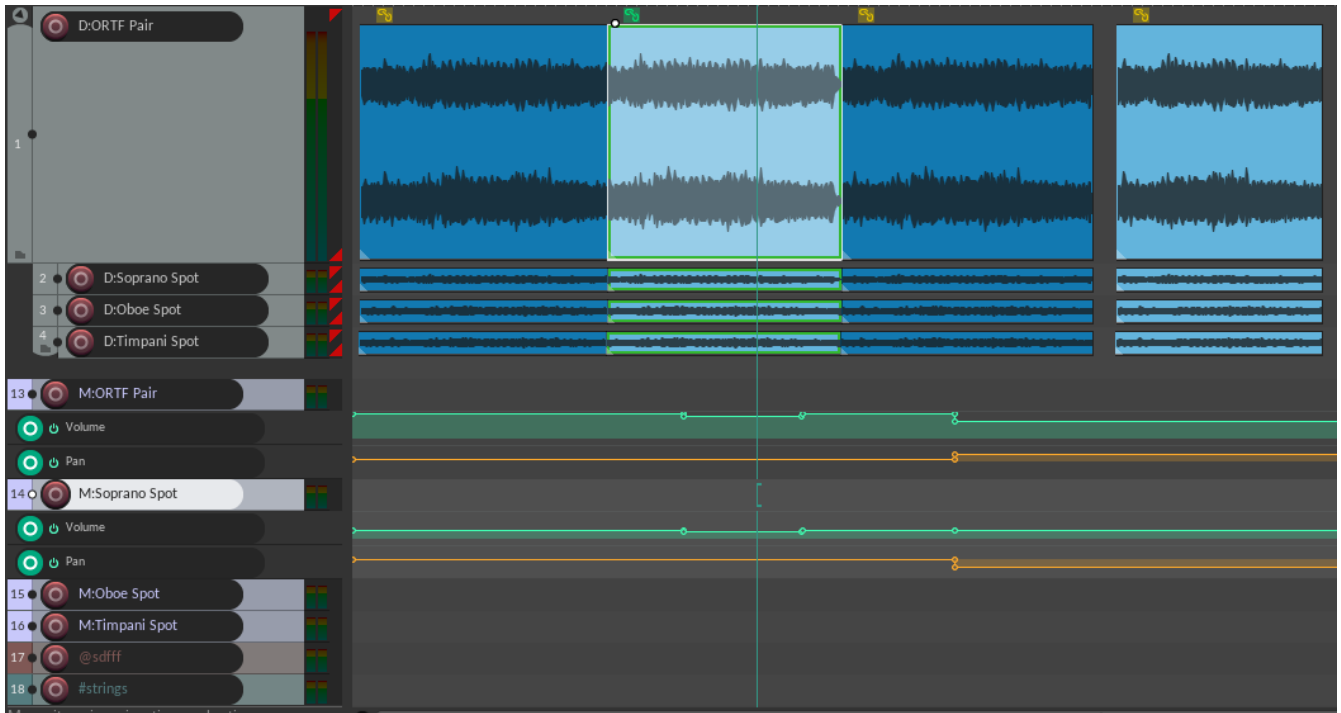 D:ORTF Pair
1
2 D:Soprano Spot
3 D:Oboe Spot
4 D:Timpani Spot
13 M:ORTF Pair
Volume
Pan
14 M:Soprano Spot
Volume
Pan
15 M:Oboe Spot
16 M:Timpani Spot
17 @sdfff
18 #strings